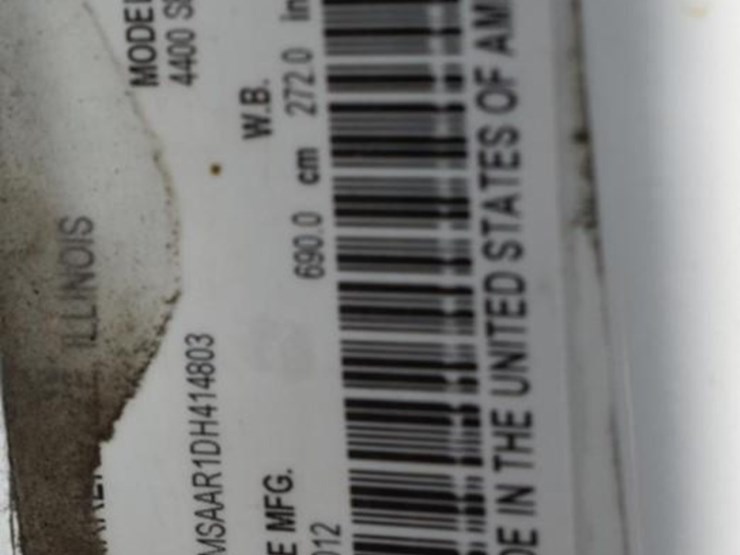 ILLINOIS
MODEL
4400 S
MSAAR1DH414803
W.B.
E MFG.
690.0 cm 272.0 in
012
DE IN THE UNITED STATES OF AM